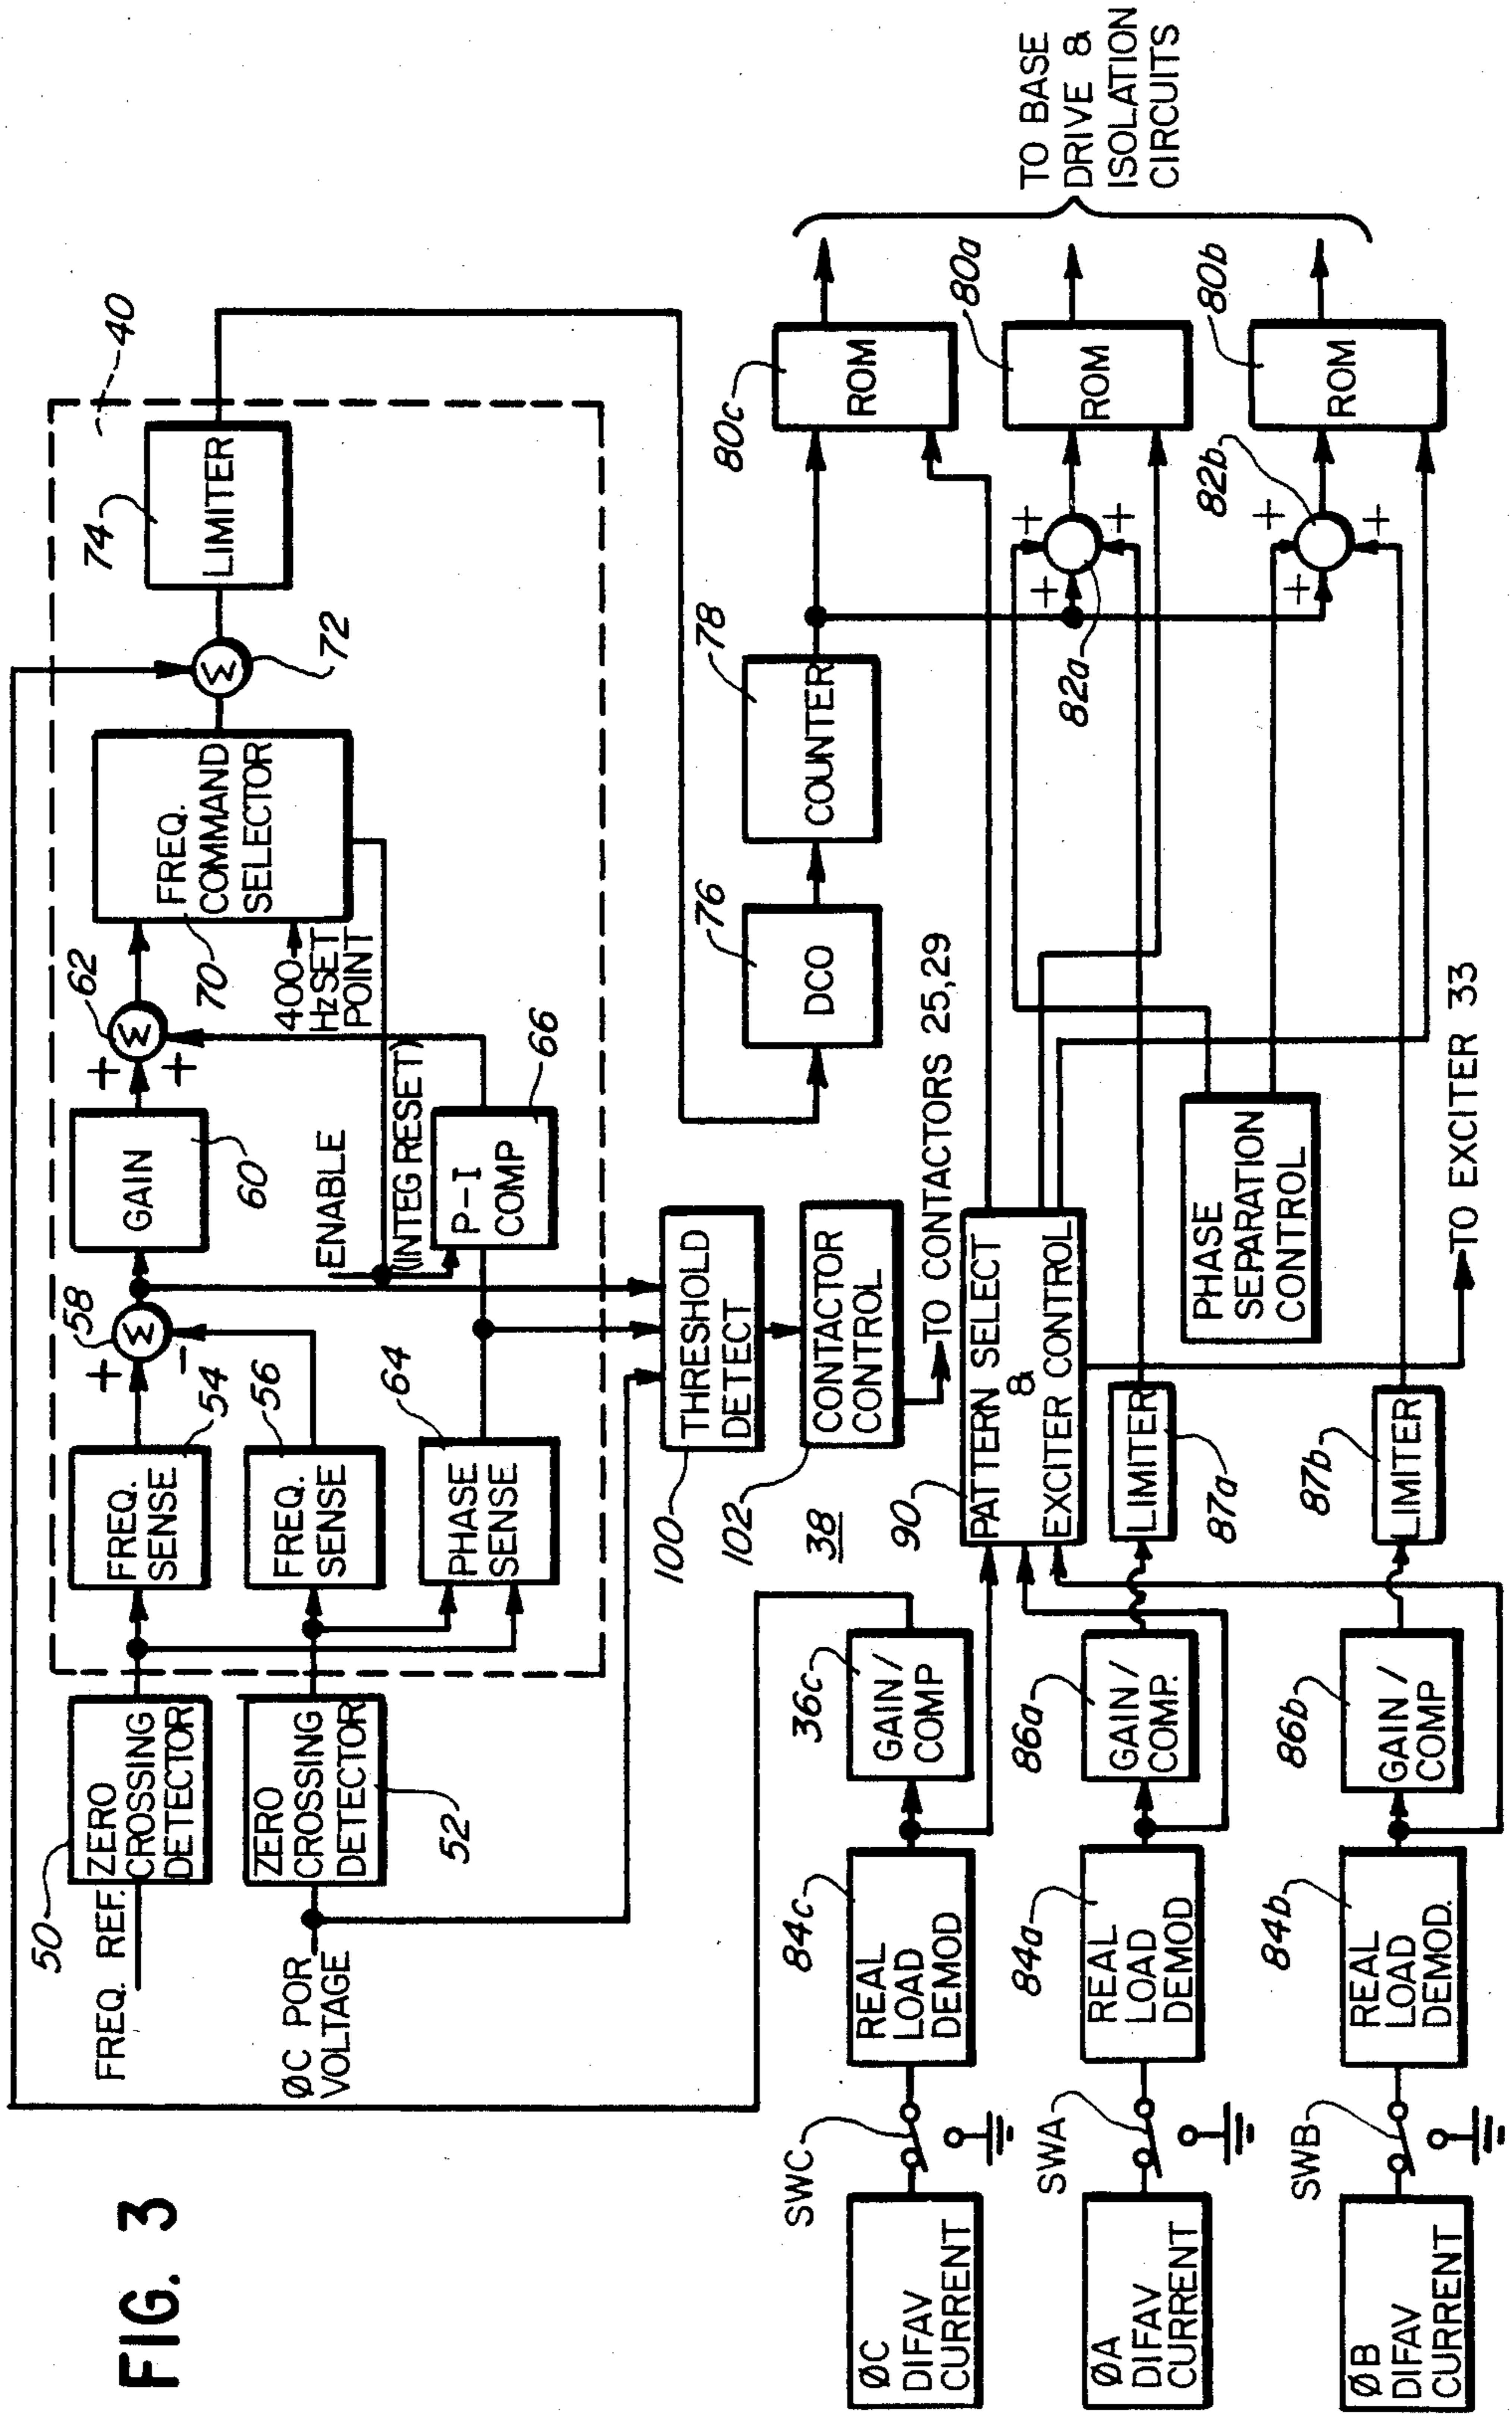 FIG. 3
FREQ. REF.
50
ZERO
CROSSING
DETECTOR
ØC POR
VOLTAGE
ZERO
CROSSING
DETECTOR
52
FREQ.
SENSE
54
FREQ.
SENSE
56
PHASE
SENSE
64
+
-
Σ
58
GAIN
60
ENABLE
(INTEG RESET)
P-I
COMP
66
+
+
Σ
62
400
Hz SET
POINT
FREQ.
COMMAND
SELECTOR
70
Σ
72
LIMITER
74
40
THRESHOLD
DETECT
100
CONTACTOR
CONTROL
102
TO CONTACTORS 25,29
38
DCO
76
COUNTER
78
ROM
80c
ROM
80a
ROM
80b
TO BASE
DRIVE &
ISOLATION
CIRCUITS
+
+
+
82a
+
+
+
82b
ØC
DIFAV
CURRENT
SWC
REAL
LOAD
DEMOD
84c
GAIN/
COMP
36c
PATTERN SELECT
&
EXCITER CONTROL
90
ØA
DIFAV
CURRENT
SWA
REAL
LOAD
DEMOD
84a
GAIN/
COMP.
86a
LIMITER
87a
PHASE
SEPARATION
CONTROL
TO EXCITER 33
ØB
DIFAV
CURRENT
SWB
REAL
LOAD
DEMOD.
84b
GAIN/
COMP
86b
LIMITER
87b